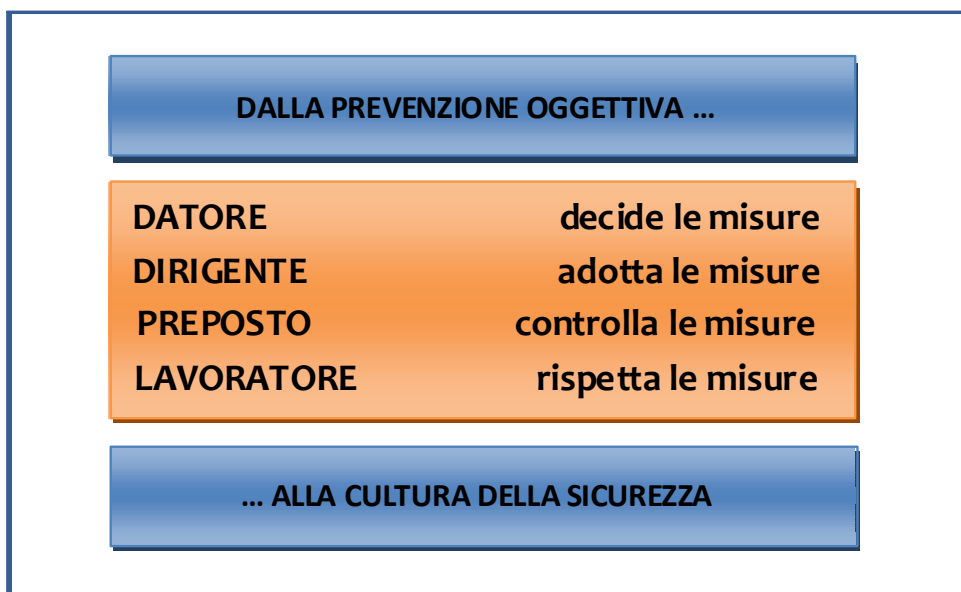 DALLA PREVENZIONE OGGETTIVA ...
DATORE decide le misure
DIRIGENTE adotta le misure
PREPOSTO controlla le misure
LAVORATORE rispetta le misure
... ALLA CULTURA DELLA SICUREZZA